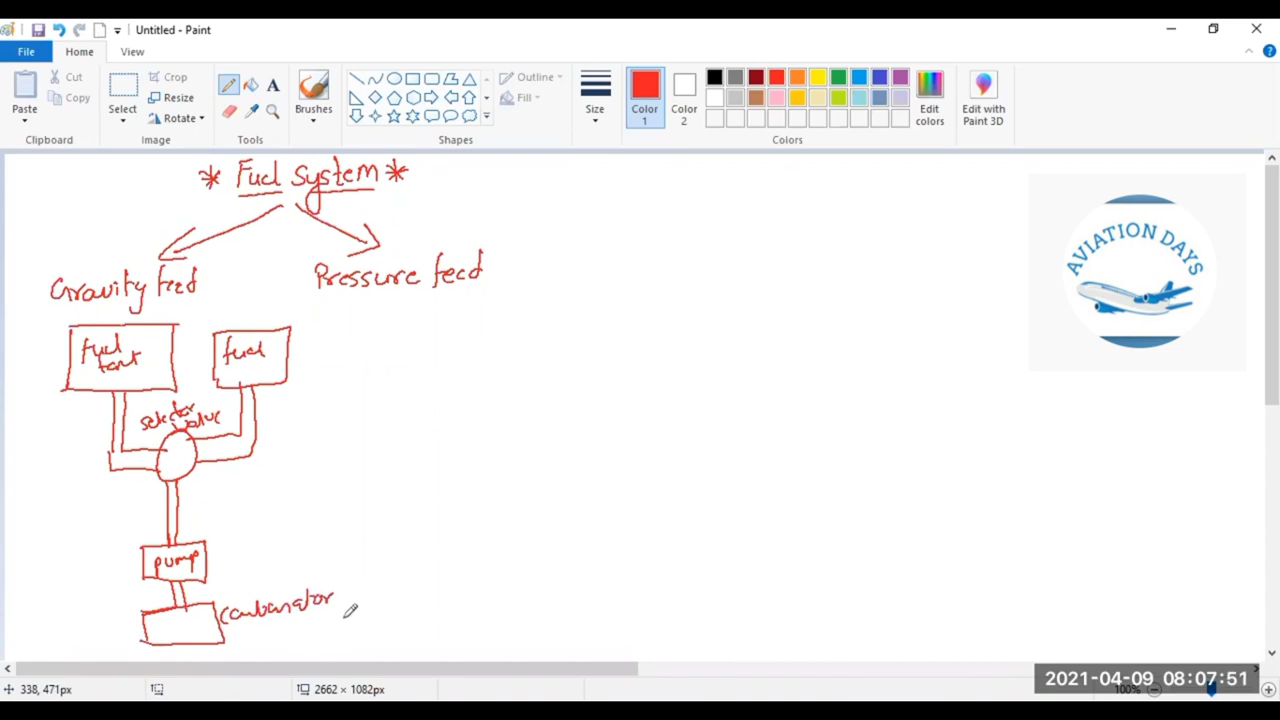 Untitled - Paint
File
Home
View
Paste
Cut
Copy
Clipboard
Select
Crop
Resize
Rotate
Image
Tools
Brushes
Shapes
Outline
Fill
Size
Color 1
Color 2
Edit colors
Edit with Paint 3D
Colors
* Fuel System *
Gravity feed
Pressure feed
AVIATION DAYS
Fuel
fuel
selector
valve
pump
338, 471px
2662 × 1082px
100%
2021-04-09 08:07:51